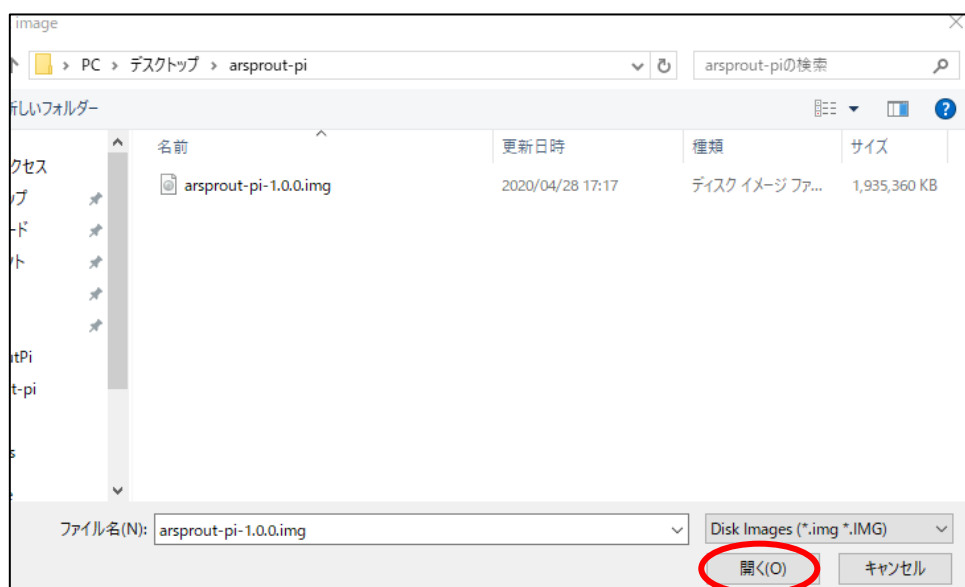 image
PC > デスクトップ > arsprout-pi
arsprout-piの検索
新しいフォルダー
名前 更新日時 種類 サイズ
arsprout-pi-1.0.0.img 2020/04/28 17:17 ディスク イメージ ファ... 1,935,360 KB
クセス
ップ
ード
ント
utPi
t-pi
s
ファイル名(N): arsprout-pi-1.0.0.img Disk Images (*.img *.IMG)
開く(O) キャンセル